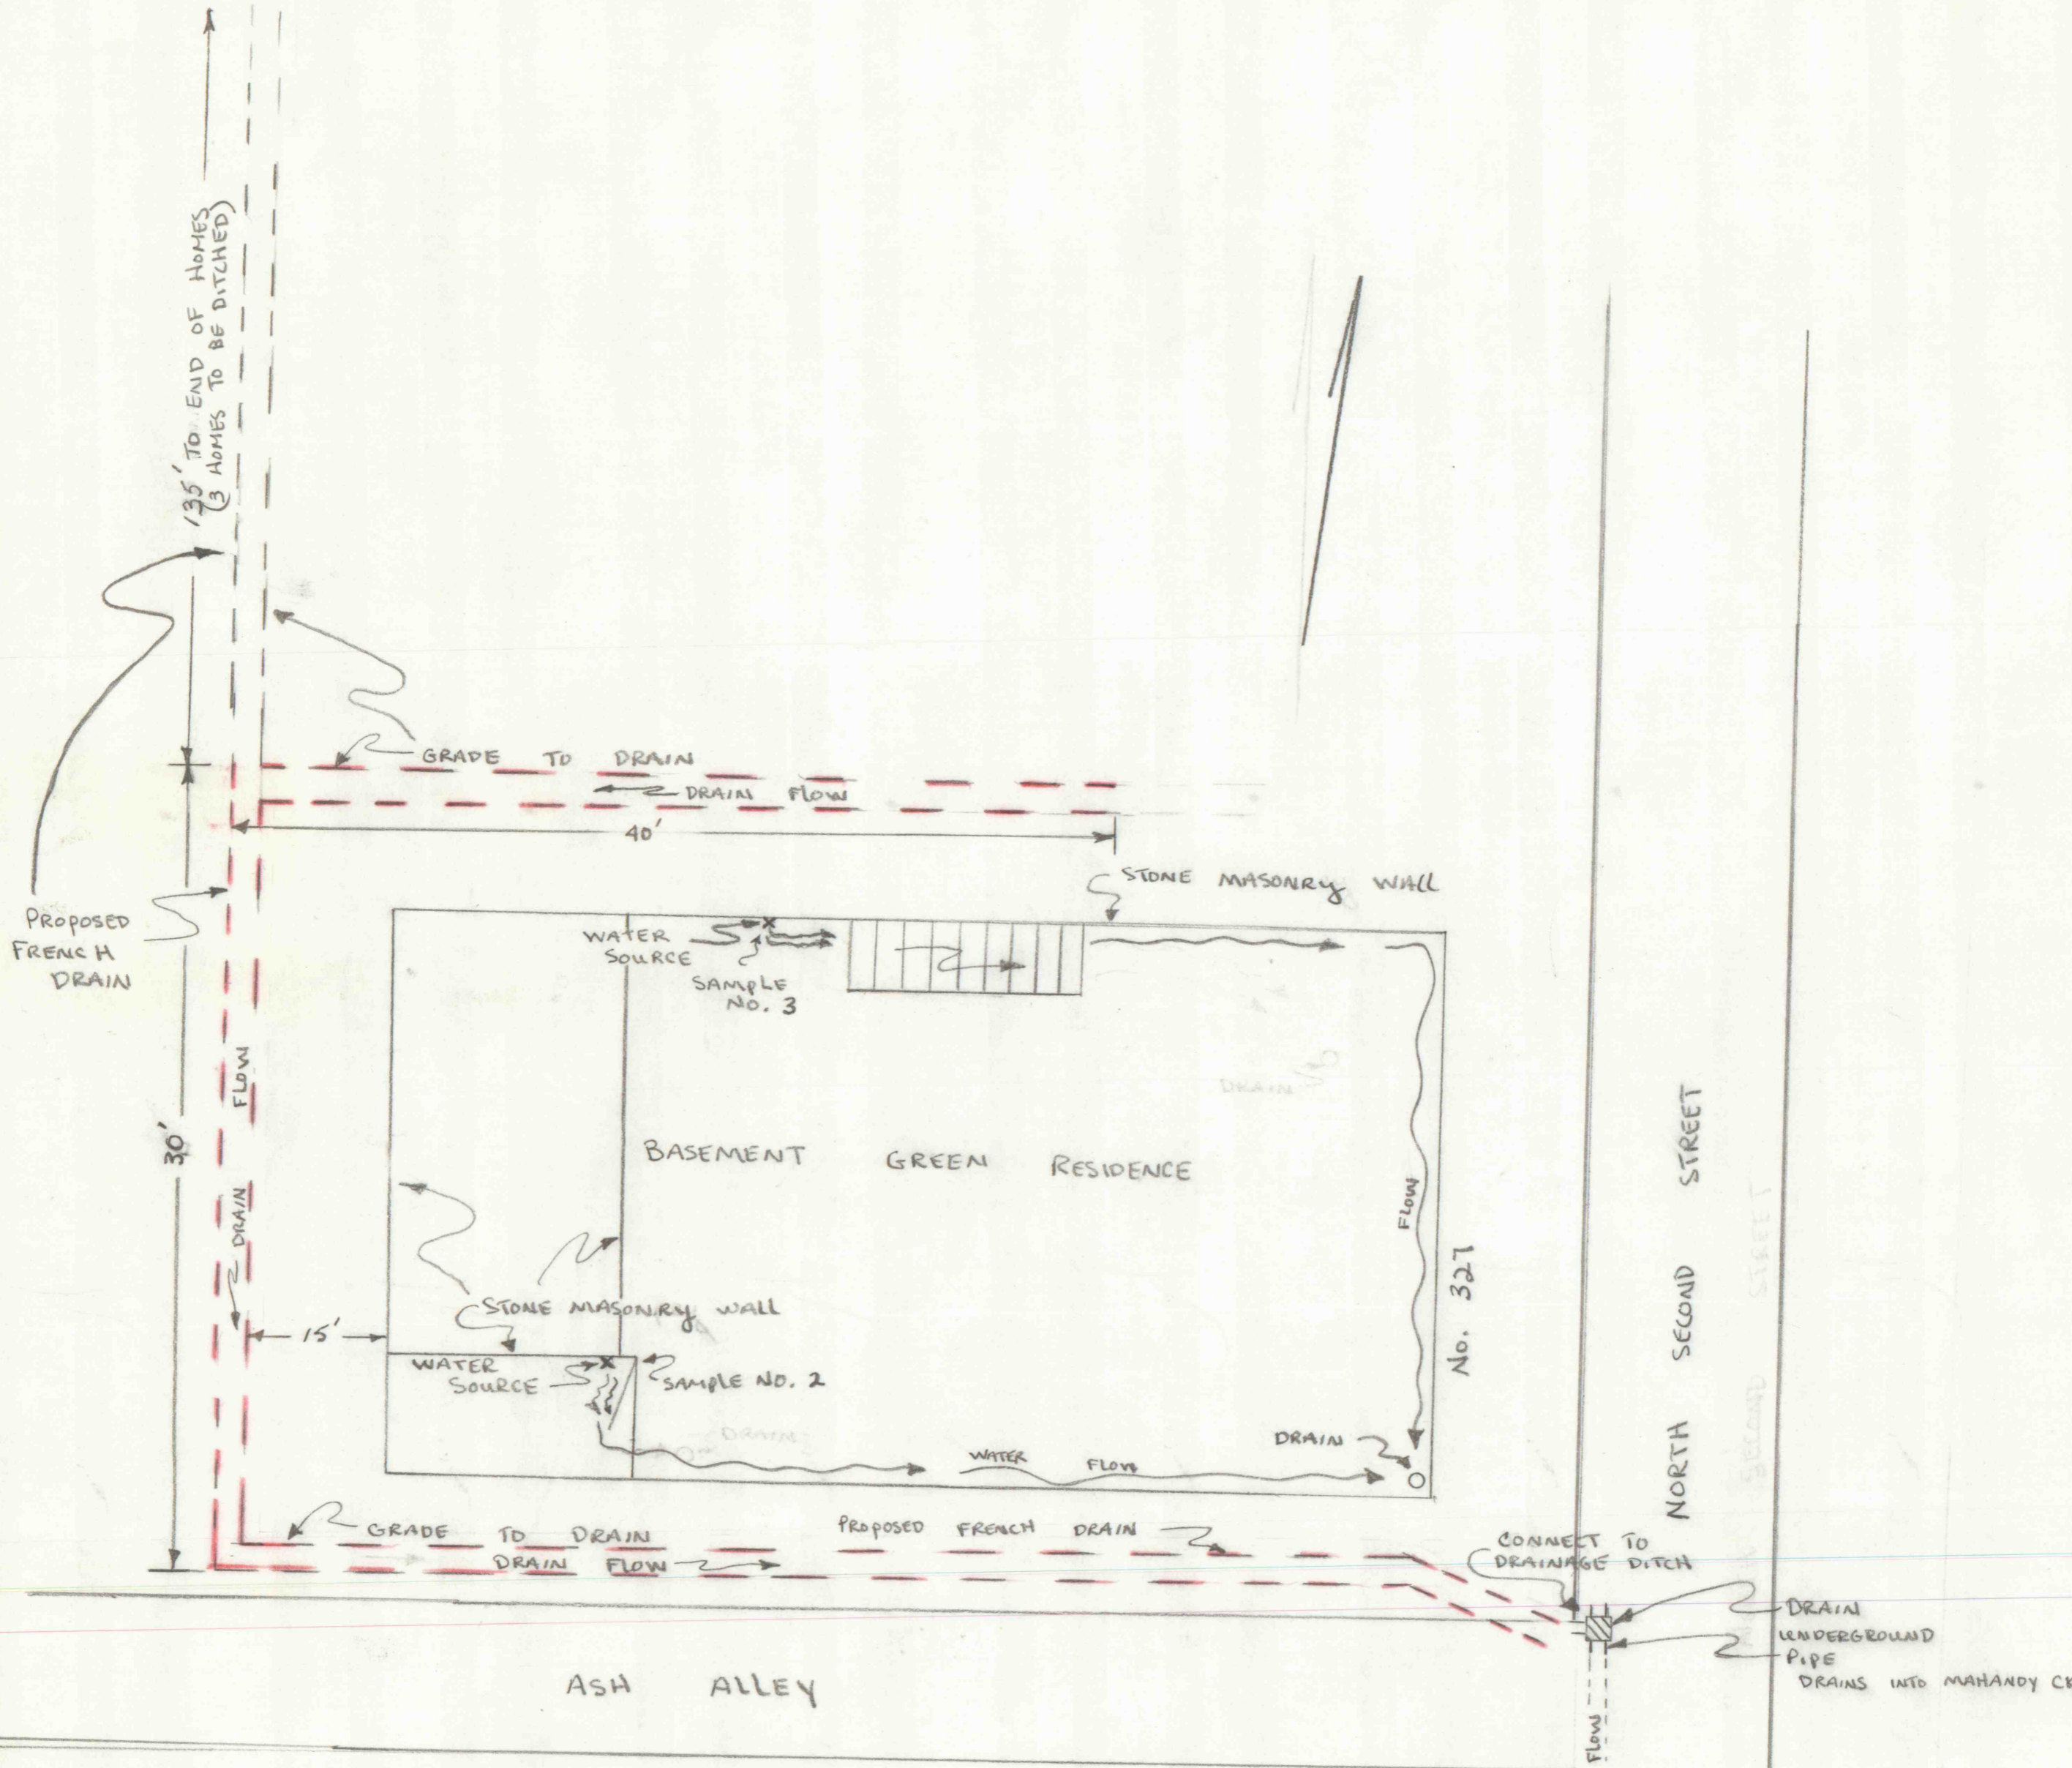 135' TO END OF HOMES
(3 HOMES TO BE DITCHED)
GRADE TO DRAIN
DRAIN FLOW
40'
STONE MASONRY WALL
PROPOSED
FRENCH
DRAIN
WATER
SOURCE
SAMPLE
NO. 3
DRAIN
DRAIN FLOW
30'
BASEMENT GREEN RESIDENCE
FLOW
No. 327
NORTH SECOND STREET
STONE MASONRY WALL
15'
WATER
SOURCE
SAMPLE NO. 2
DRAIN
DRAIN
WATER FLOW
GRADE TO DRAIN
PROPOSED FRENCH DRAIN
DRAIN FLOW
CONNECT TO
DRAINAGE DITCH
DRAIN
UNDERGROUND
PIPE
DRAINS INTO MAHANOY
FLOW
ASH ALLEY